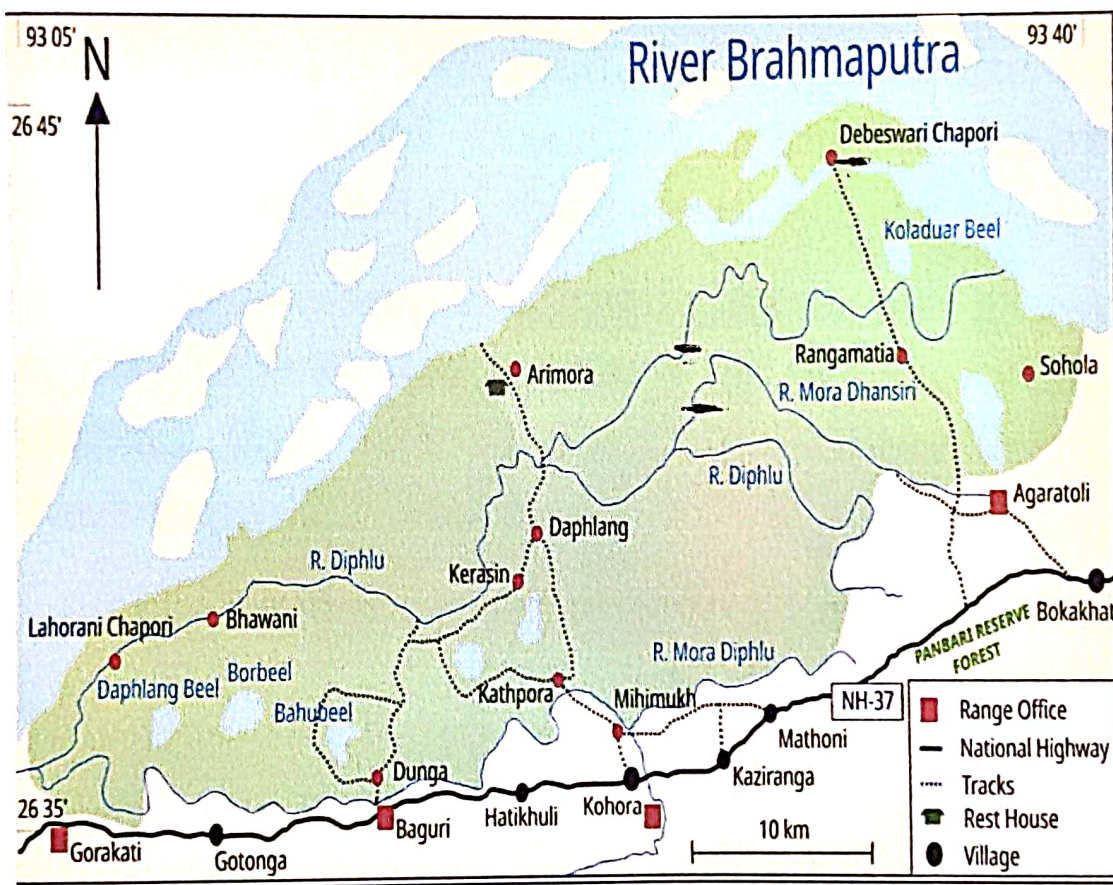 93 05'
93 40'
N
River Brahmaputra
26 45'
Debeswari Chapori
Koladuar Beel
Rangamatia
Sohola
Arimora
R. Mora Dhansiri
R. Diphlu
Agaratoli
Daphlang
R. Diphlu
Kerasin
Bokakhat
Lahorani Chapori
Bhawani
PANBARI RESERVE
FOREST
Daphlang Beel
Borbeel
R. Mora Diphlu
Kathpora
Mihimukh
Bahubeel
NH-37
Mathoni
Dunga
Kaziranga
26 35'
Hatikhuli
Kohora
Baguri
Gorakati
Gotonga
10 km
Range Office
National Highway
Tracks
Rest House
Village